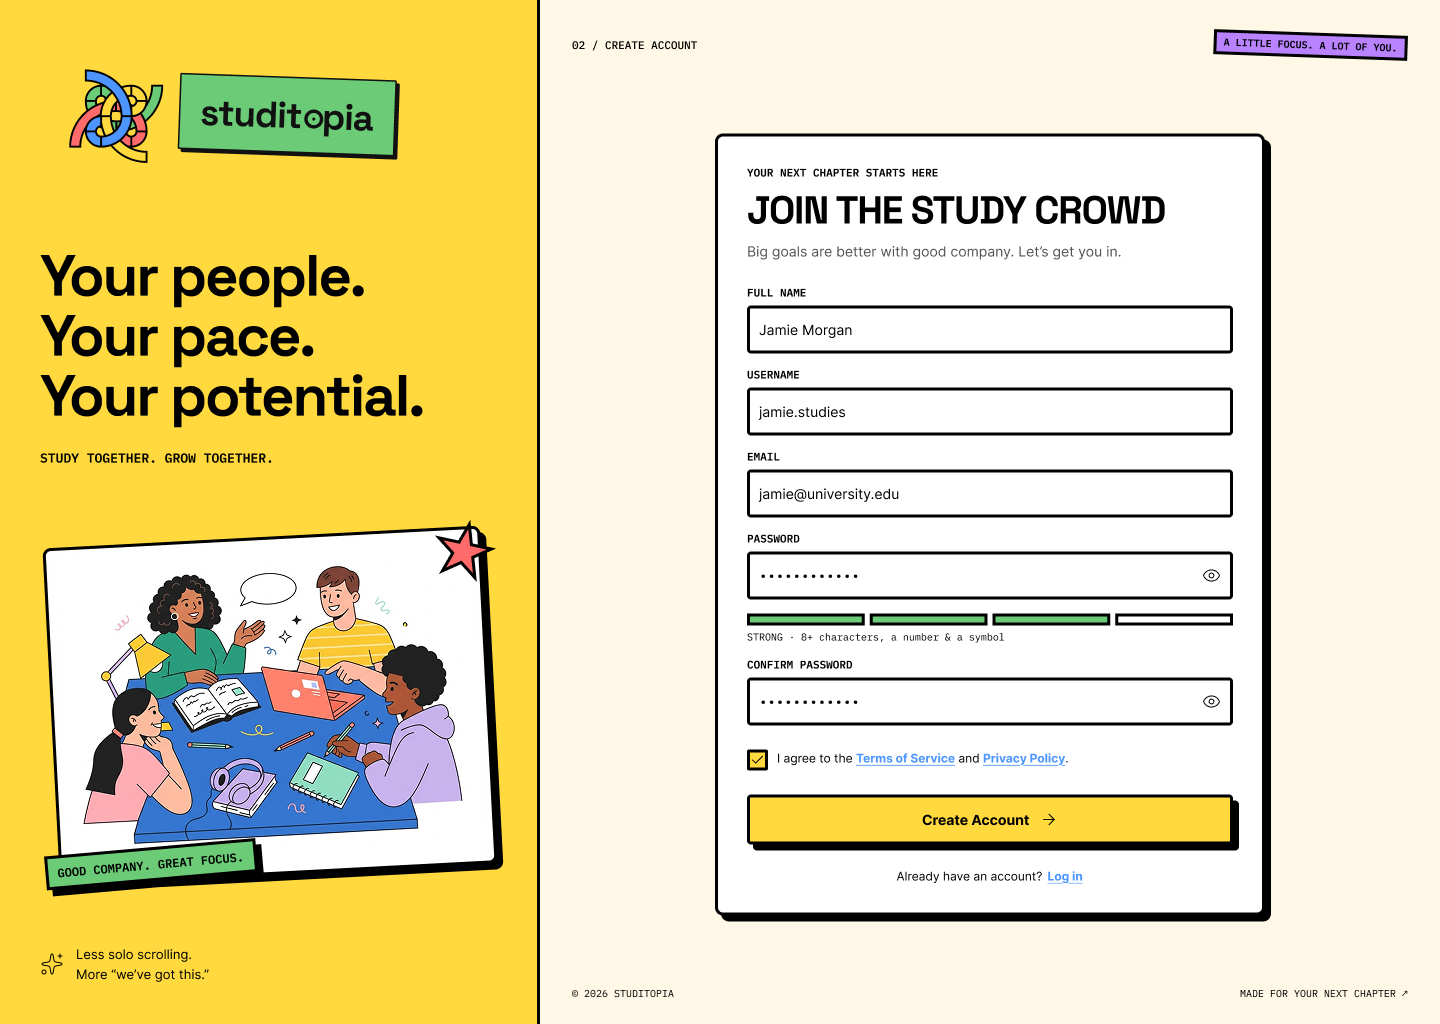 studitopia
Your people.
Your pace.
Your potential.
STUDY TOGETHER. GROW TOGETHER.
GOOD COMPANY. GREAT FOCUS.
Less solo scrolling.
More “we’ve got this.”
02 / CREATE ACCOUNT
A LITTLE FOCUS. A LOT OF YOU.
YOUR NEXT CHAPTER STARTS HERE
JOIN THE STUDY CROWD
Big goals are better with good company. Let’s get you in.
FULL NAME
Jamie Morgan
USERNAME
jamie.studies
EMAIL
jamie@university.edu
PASSWORD
••••••••••••
STRONG · 8+ characters, a number & a symbol
CONFIRM PASSWORD
••••••••••••
I agree to the Terms of Service and Privacy Policy.
Create Account →
Already have an account? Log in
© 2026 STUDITOPIA
MADE FOR YOUR NEXT CHAPTER ↗